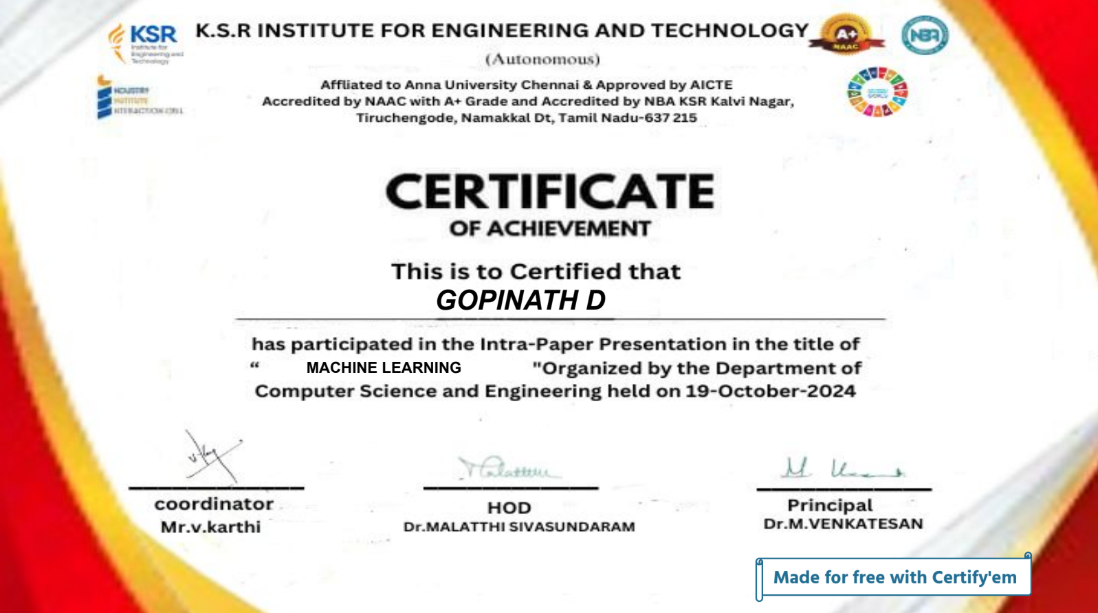 KSR
Institute for
Engineering and
Technology
K.S.R INSTITUTE FOR ENGINEERING AND TECHNOLOGY
A+
NAAC
NBA
(Autonomous)
INDUSTRY
INSTITUTE
INTERACTION CELL
Affliated to Anna University Chennai & Approved by AICTE
Accredited by NAAC with A+ Grade and Accredited by NBA KSR Kalvi Nagar,
Tiruchengode, Namakkal Dt, Tamil Nadu-637 215
CERTIFICATE
OF ACHIEVEMENT
This is to Certified that
GOPINATH D
has participated in the Intra-Paper Presentation in the title of
“ MACHINE LEARNING "Organized by the Department of
Computer Science and Engineering held on 19-October-2024
coordinator
Mr.v.karthi
HOD
Dr.MALATTHI SIVASUNDARAM
Principal
Dr.M.VENKATESAN
Made for free with Certify'em